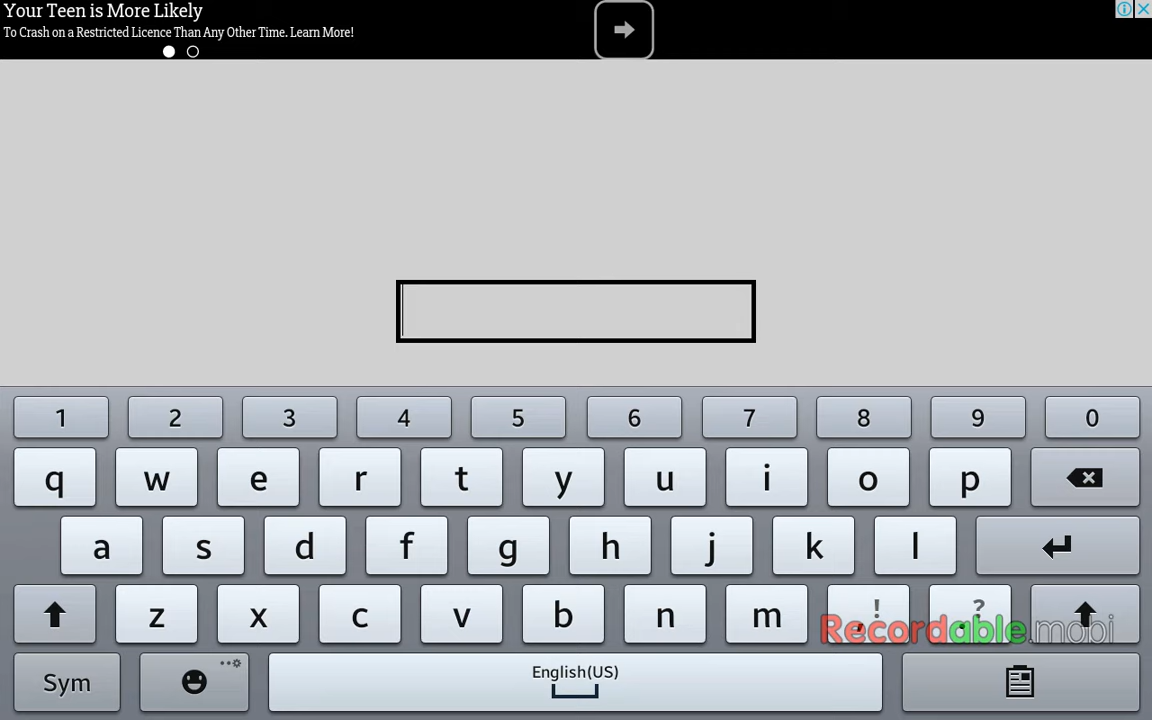 Your Teen is More Likely
To Crash on a Restricted Licence Than Any Other Time. Learn More!
1 2 3 4 5 6 7 8 9 0
q w e r t y u i o p
a s d f g h j k l
z x c v b n m , ! . ?
Recordable.mobi
Sym English(US)